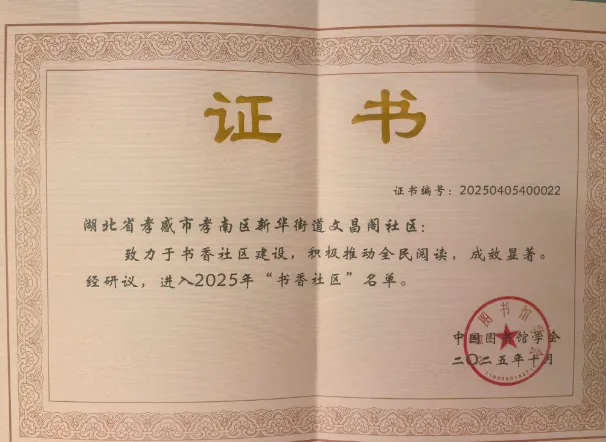 证书
证书编号：20250405400022
湖北省孝感市孝南区新华街道文昌阁社区：
致力于书香社区建设，积极推动全民阅读，成效显著。
经研议，进入2025年“书香社区”名单。
中国图书馆学会
二〇二五年十月